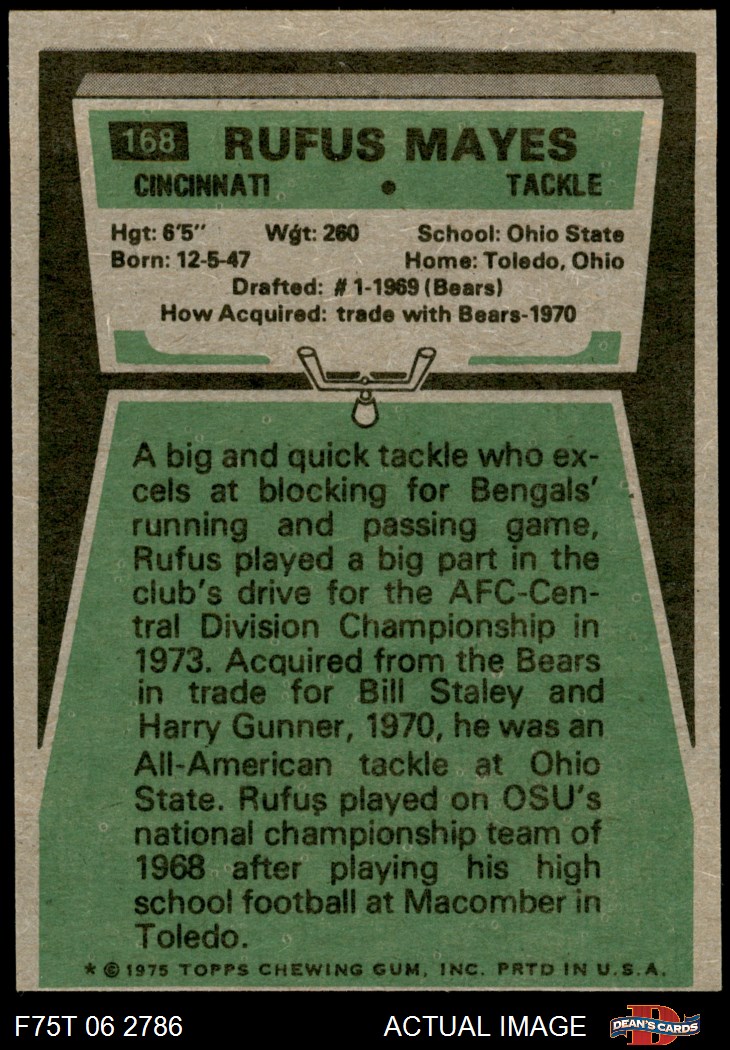 168 RUFUS MAYES
CINCINNATI • TACKLE
Hgt: 6'5" Wgt: 260 School: Ohio State
Born: 12-5-47 Home: Toledo, Ohio
Drafted: #1-1969 (Bears)
How Acquired: trade with Bears-1970
A big and quick tackle who ex-
cels at blocking for Bengals'
running and passing game,
Rufus played a big part in the
club's drive for the AFC-Cen-
tral Division Championship in
1973. Acquired from the Bears
in trade for Bill Staley and
Harry Gunner, 1970, he was an
All-American tackle at Ohio
State. Rufus played on OSU's
national championship team of
1968 after playing his high
school football at Macomber in
Toledo.
* © 1975 TOPPS CHEWING GUM, INC. PRTD IN U.S.A.
F75T 06 2786 ACTUAL IMAGE DEAN'S CARDS